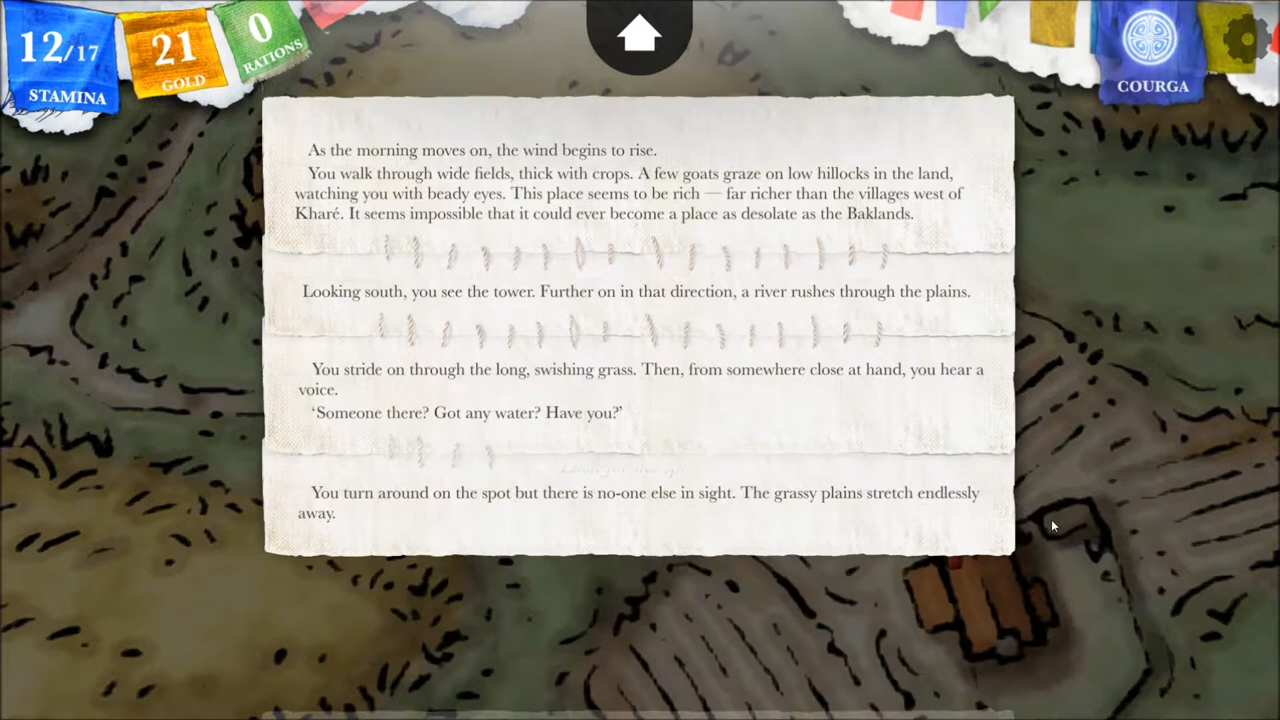 12/17
STAMINA
21
GOLD
0
RATIONS
COURGA
As the morning moves on, the wind begins to rise.
You walk through wide fields, thick with crops. A few goats graze on low hillocks in the land,
watching you with beady eyes. This place seems to be rich — far richer than the villages west of
Kharé. It seems impossible that it could ever become a place as desolate as the Baklands.
Looking south, you see the tower. Further on in that direction, a river rushes through the plains.
You stride on through the long, swishing grass. Then, from somewhere close at hand, you hear a
voice.
‘Someone there? Got any water? Have you?’
You turn around on the spot but there is no-one else in sight. The grassy plains stretch endlessly
away.